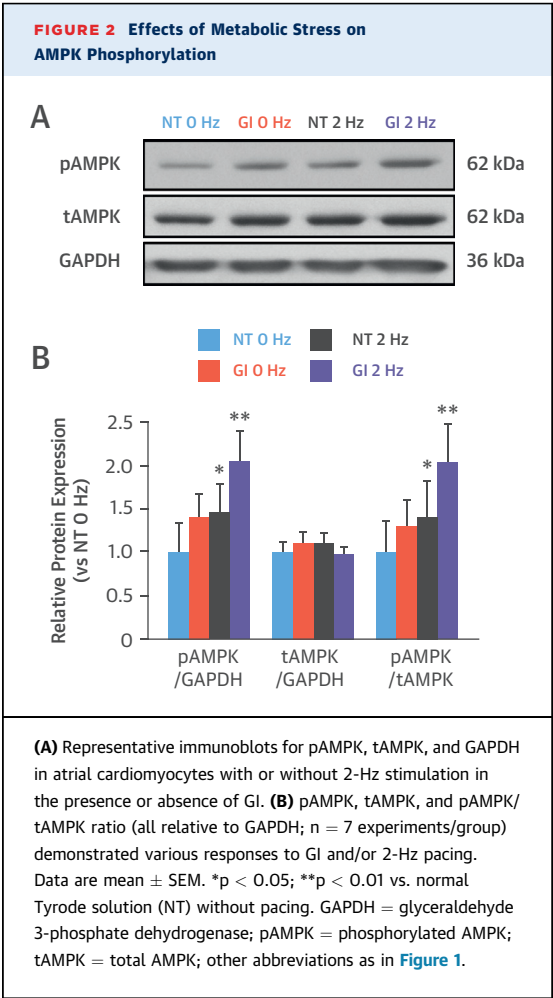 FIGURE 2 Effects of Metabolic Stress on
AMPK Phosphorylation
A
NT 0 Hz GI 0 Hz NT 2 Hz GI 2 Hz
pAMPK 62 kDa
tAMPK 62 kDa
GAPDH 36 kDa
B
NT 0 Hz NT 2 Hz
GI 0 Hz GI 2 Hz
Relative Protein Expression
(vs NT 0 Hz)
2.5
2.0
1.5
1.0
0.5
0
* **
* **
pAMPK
/GAPDH
tAMPK
/GAPDH
pAMPK
/tAMPK
(A) Representative immunoblots for pAMPK, tAMPK, and GAPDH
in atrial cardiomyocytes with or without 2-Hz stimulation in
the presence or absence of GI. (B) pAMPK, tAMPK, and pAMPK/
tAMPK ratio (all relative to GAPDH; n = 7 experiments/group)
demonstrated various responses to GI and/or 2-Hz pacing.
Data are mean ± SEM. *p < 0.05; **p < 0.01 vs. normal
Tyrode solution (NT) without pacing. GAPDH = glyceraldehyde
3-phosphate dehydrogenase; pAMPK = phosphorylated AMPK;
tAMPK = total AMPK; other abbreviations as in Figure 1.